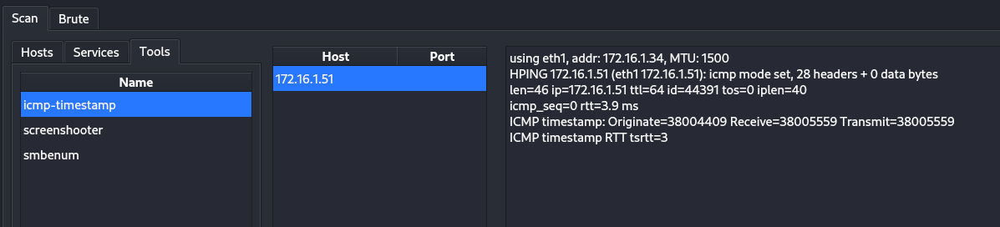 Scan Brute
Hosts Services Tools
Name
icmp-timestamp
screenshooter
smbenum
Host Port
172.16.1.51
using eth1, addr: 172.16.1.34, MTU: 1500
HPING 172.16.1.51 (eth1 172.16.1.51): icmp mode set, 28 headers + 0 data bytes
len=46 ip=172.16.1.51 ttl=64 id=44391 tos=0 iplen=40
icmp_seq=0 rtt=3.9 ms
ICMP timestamp: Originate=38004409 Receive=38005559 Transmit=38005559
ICMP timestamp RTT tsrtt=3